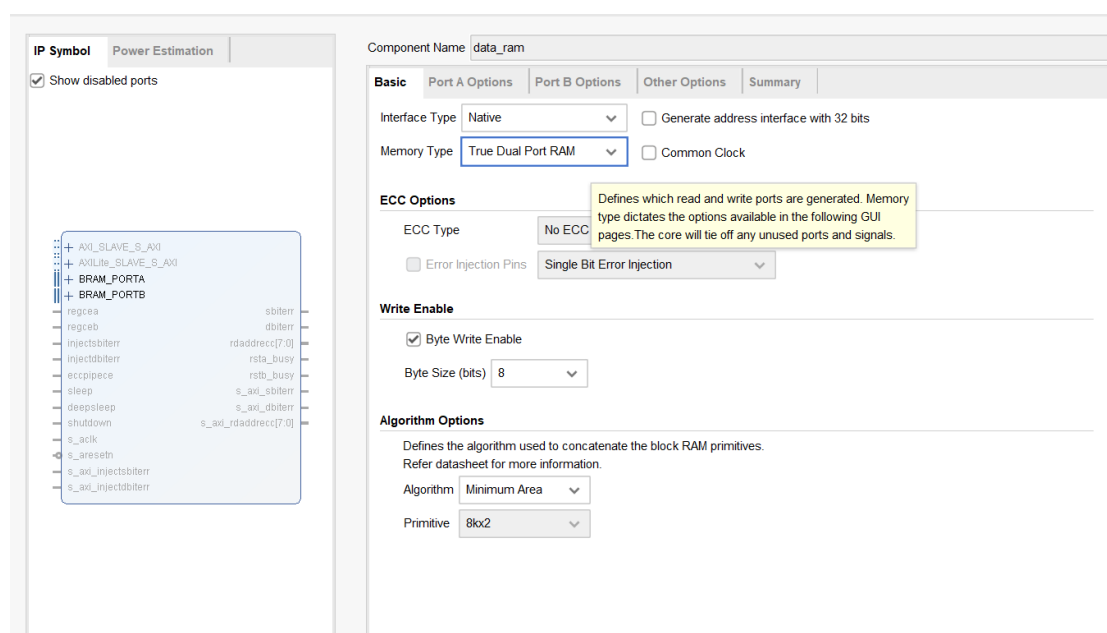 IP Symbol Power Estimation
Show disabled ports
AXI_SLAVE_S_AXI
AXILite_SLAVE_S_AXI
BRAM_PORTA
BRAM_PORTB
regcea sbiterr
regceb dbiterr
injectsbiterr rdaddrecc[7:0]
injectdbiterr rsta_busy
eccpipece rstb_busy
sleep s_axi_sbiterr
deepsleep s_axi_dbiterr
shutdown s_axi_rdaddrecc[7:0]
s_aclk
s_aresetn
s_axi_injectsbiterr
s_axi_injectdbiterr
Component Name data_ram
Basic Port A Options Port B Options Other Options Summary
Interface Type Native Generate address interface with 32 bits
Memory Type True Dual Port RAM Common Clock
Defines which read and write ports are generated. Memory
type dictates the options available in the following GUI
pages.The core will tie off any unused ports and signals.
ECC Options
ECC Type No ECC
Error Injection Pins Single Bit Error Injection
Write Enable
Byte Write Enable
Byte Size (bits) 8
Algorithm Options
Defines the algorithm used to concatenate the block RAM primitives.
Refer datasheet for more information.
Algorithm Minimum Area
Primitive 8kx2